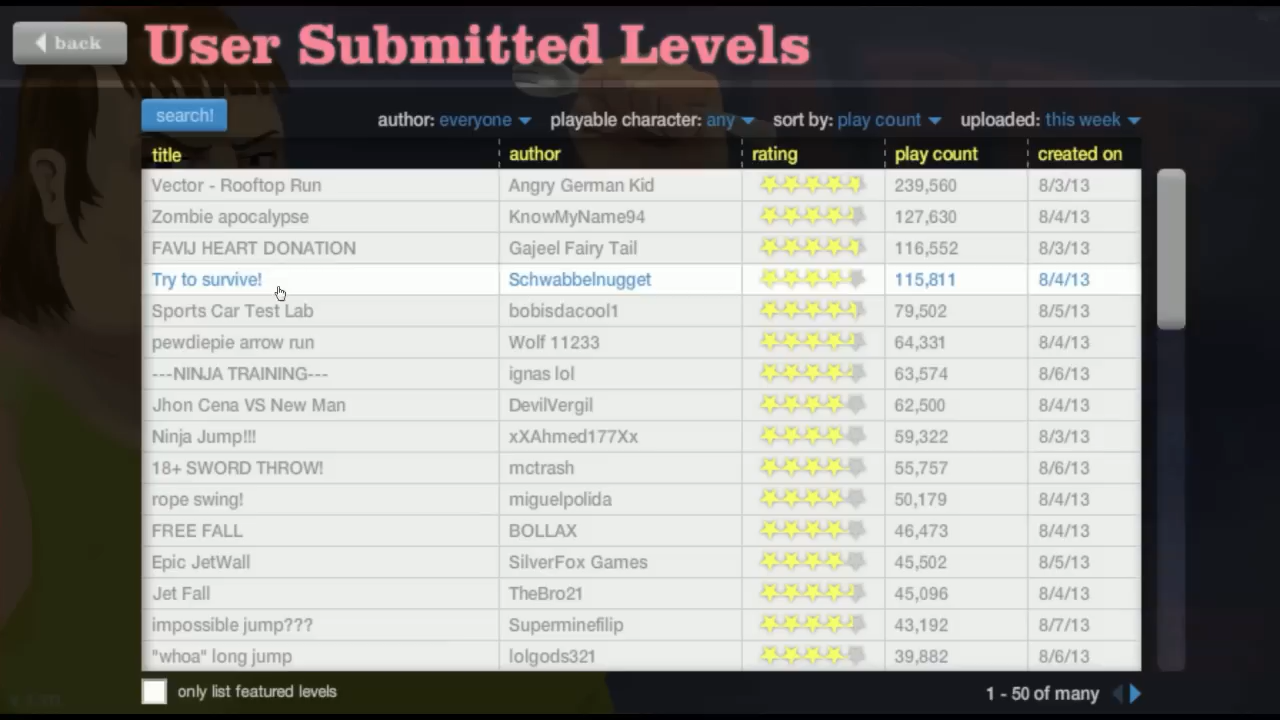 back
User Submitted Levels
search!
author: everyone playable character: any sort by: play count uploaded: this week
title author rating play count created on
Vector - Rooftop Run Angry German Kid 239,560 8/3/13
Zombie apocalypse KnowMyName94 127,630 8/4/13
FAVIJ HEART DONATION Gajeel Fairy Tail 116,552 8/3/13
Try to survive! Schwabbelnugget 115,811 8/4/13
Sports Car Test Lab bobisdacool1 79,502 8/5/13
pewdiepie arrow run Wolf 11233 64,331 8/4/13
---NINJA TRAINING--- ignas lol 63,574 8/6/13
Jhon Cena VS New Man DevilVergil 62,500 8/4/13
Ninja Jump!!! xXAhmed177Xx 59,322 8/3/13
18+ SWORD THROW! mctrash 55,757 8/6/13
rope swing! miguelpolida 50,179 8/4/13
FREE FALL BOLLAX 46,473 8/4/13
Epic JetWall SilverFox Games 45,502 8/5/13
Jet Fall TheBro21 45,096 8/4/13
impossible jump??? Superminefilip 43,192 8/7/13
"whoa" long jump lolgods321 39,882 8/6/13
only list featured levels 1 - 50 of many